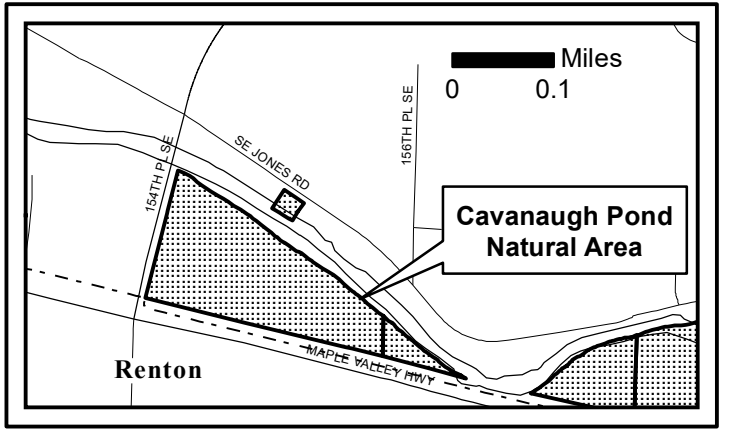 Miles
0 0.1
156TH PL SE
SE JONES RD
154TH PL SE
Cavanaugh Pond
Natural Area
MAPLE VALLEY HWY
Renton